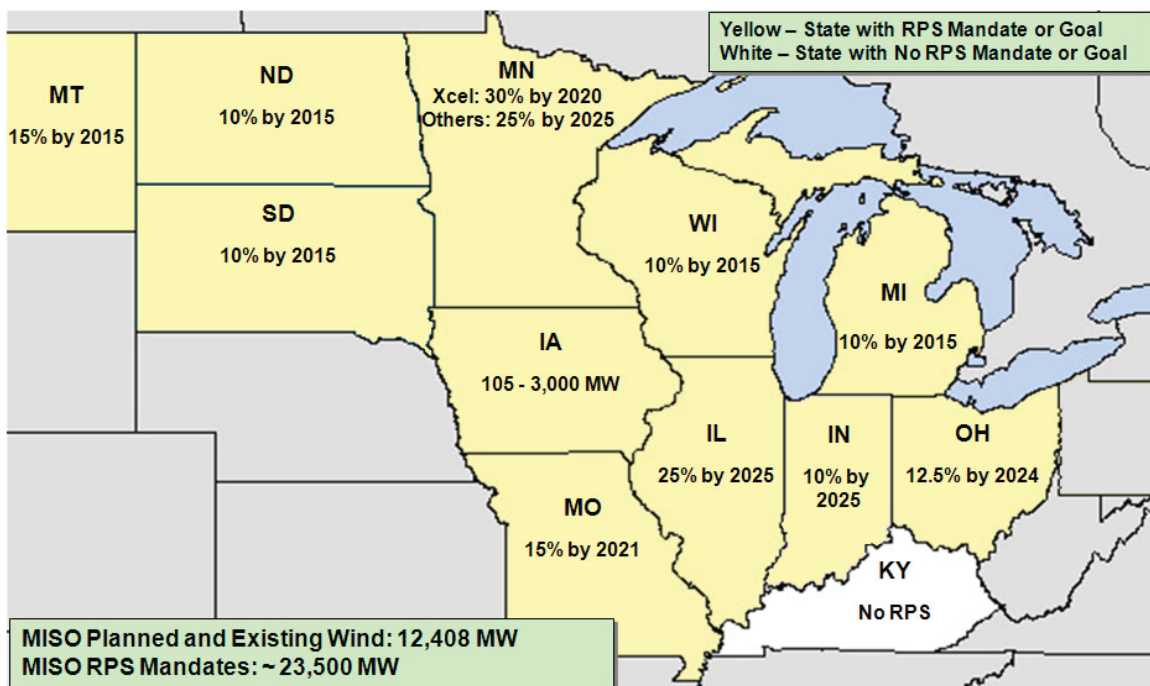 Yellow – State with RPS Mandate or Goal
White – State with No RPS Mandate or Goal
MT
15% by 2015
ND
10% by 2015
MN
Xcel: 30% by 2020
Others: 25% by 2025
SD
10% by 2015
WI
10% by 2015
MI
10% by 2015
IA
105 - 3,000 MW
IL
25% by 2025
IN
10% by
2025
OH
12.5% by 2024
MO
15% by 2021
KY
No RPS
MISO Planned and Existing Wind: 12,408 MW
MISO RPS Mandates: ~ 23,500 MW